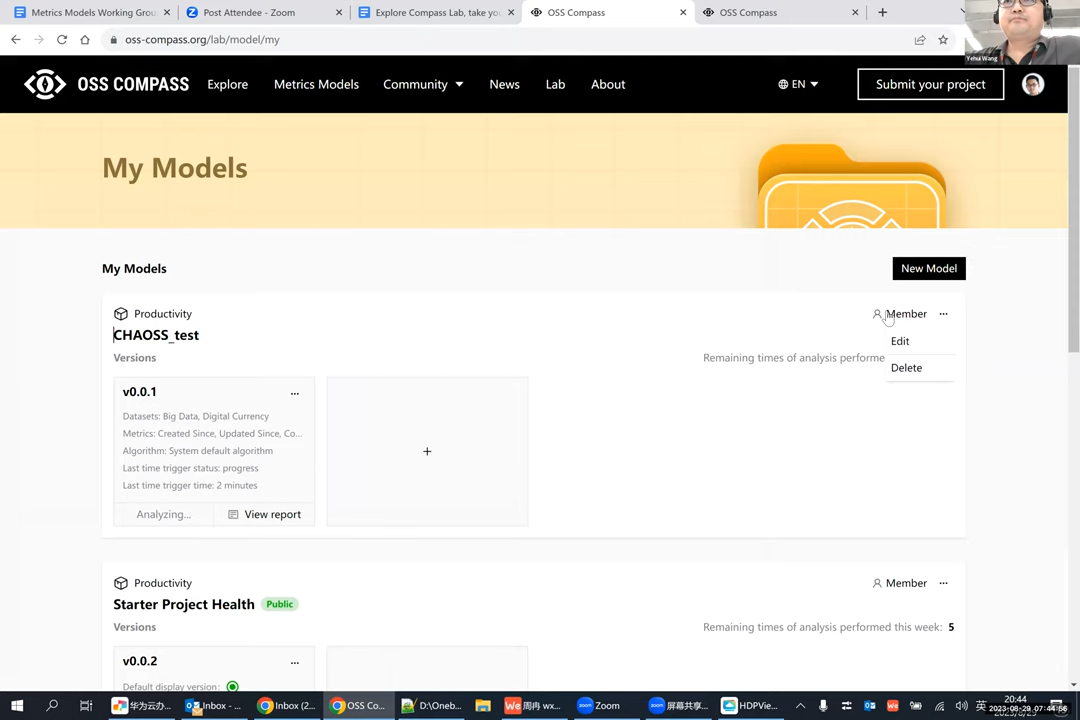 Metrics Models Working Grou
Post Attendee - Zoom
Explore Compass Lab, take you
OSS Compass
OSS Compass
oss-compass.org/lab/model/my
Yehui Wang
OSS COMPASS
Explore
Metrics Models
Community
News
Lab
About
EN
Submit your project
My Models
My Models
New Model
Productivity
Member
CHAOSS_test
Edit
Versions
Remaining times of analysis performe
Delete
v0.0.1
Datasets: Big Data, Digital Currency
Metrics: Created Since, Updated Since, Co...
Algorithm: System default algorithm
Last time trigger status: progress
Last time trigger time: 2 minutes
Analyzing...
View report
Productivity
Member
Starter Project Health
Public
Versions
Remaining times of analysis performed this week: 5
v0.0.2
Default display version:
华为云办...
Inbox - ...
Inbox (2...
OSS Co...
D:\Oneb...
周冉 wx...
Zoom
屏幕共享...
HDPVie...
英
20:44
2023-08-29 07:44:56